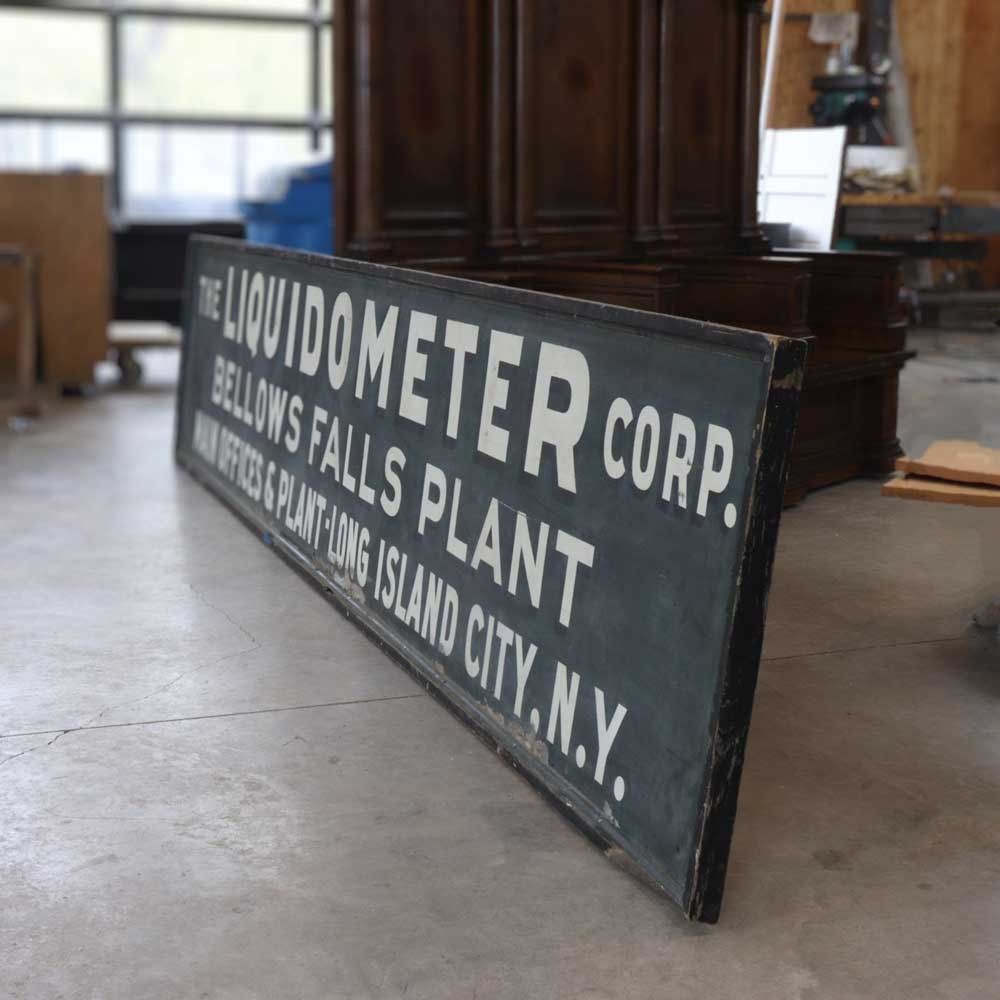 THE LIQUIDOMETER CORP.
BELLOWS FALLS PLANT
MAIN OFFICES & PLANT-LONG ISLAND CITY, N.Y.